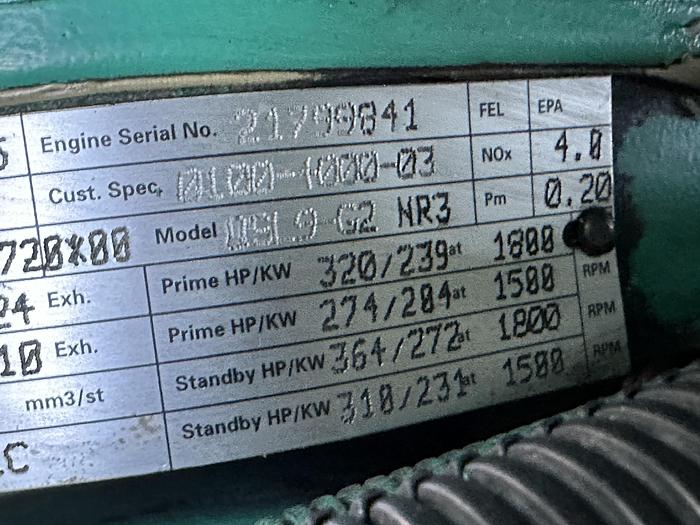 5 Engine Serial No. 21799841 FEL EPA
Cust. Spec. 0100-1000-03 NOx 4.0
720X80 Model QSL9-G2 NR3 Pm 0.20
24 Exh. Prime HP/KW 320/239 at 1800 RPM
10 Exh. Prime HP/KW 274/204 at 1500 RPM
mm3/st Standby HP/KW 364/272 at 1800 RPM
LC Standby HP/KW 310/231 at 1500